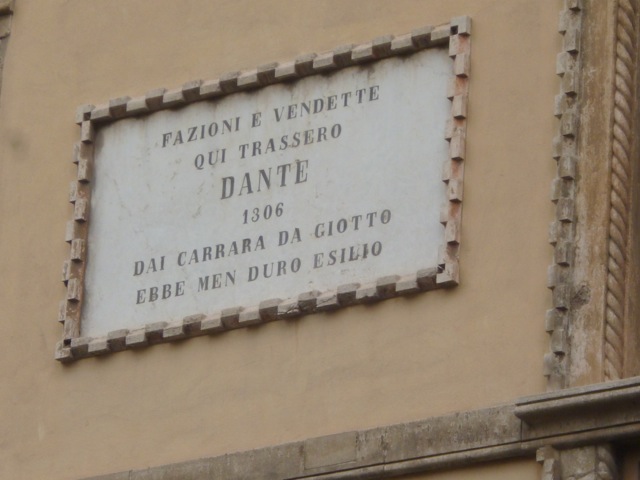 FAZIONI E VENDETTE
QUI TRASSERO
DANTE
1306
DAI CARRARA DA GIOTTO
EBBE MEN DURO ESILIO